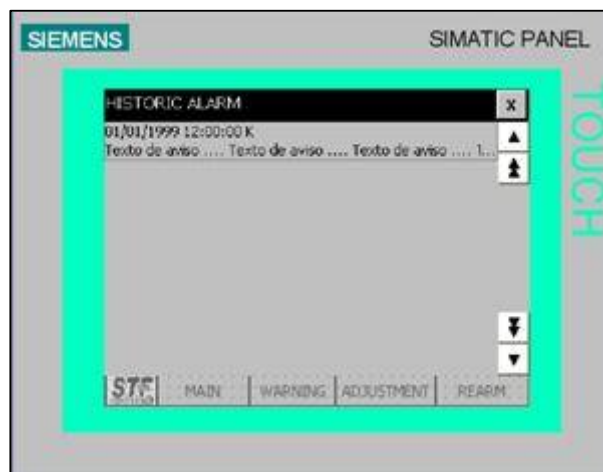 SIEMENS
SIMATIC PANEL
TOUCH
HISTORIC ALARM
x
01/01/1999 12:00:00 K
Texto de aviso .... Texto de aviso .... Texto de aviso .... 1...
STF
MAIN
WARNING
ADJUSTMENT
REARM